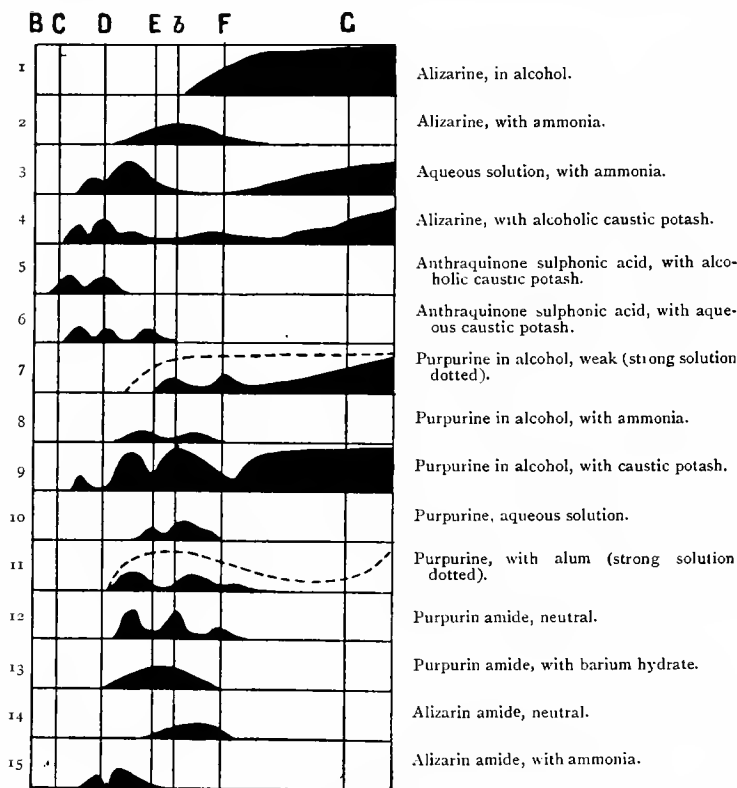 B C D E b F G
1 Alizarine, in alcohol.
2 Alizarine, with ammonia.
3 Aqueous solution, with ammonia.
4 Alizarine, with alcoholic caustic potash.
5 Anthraquinone sulphonic acid, with alco-
holic caustic potash.
6 Anthraquinone sulphonic acid, with aque-
ous caustic potash.
7 Purpurine in alcohol, weak (strong solution
dotted).
8 Purpurine in alcohol, with ammonia.
9 Purpurine in alcohol, with caustic potash.
10 Purpurine, aqueous solution.
11 Purpurine, with alum (strong solution
dotted).
12 Purpurin amide, neutral.
13 Purpurin amide, with barium hydrate.
14 Alizarin amide, neutral.
15 Alizarin amide, with ammonia.